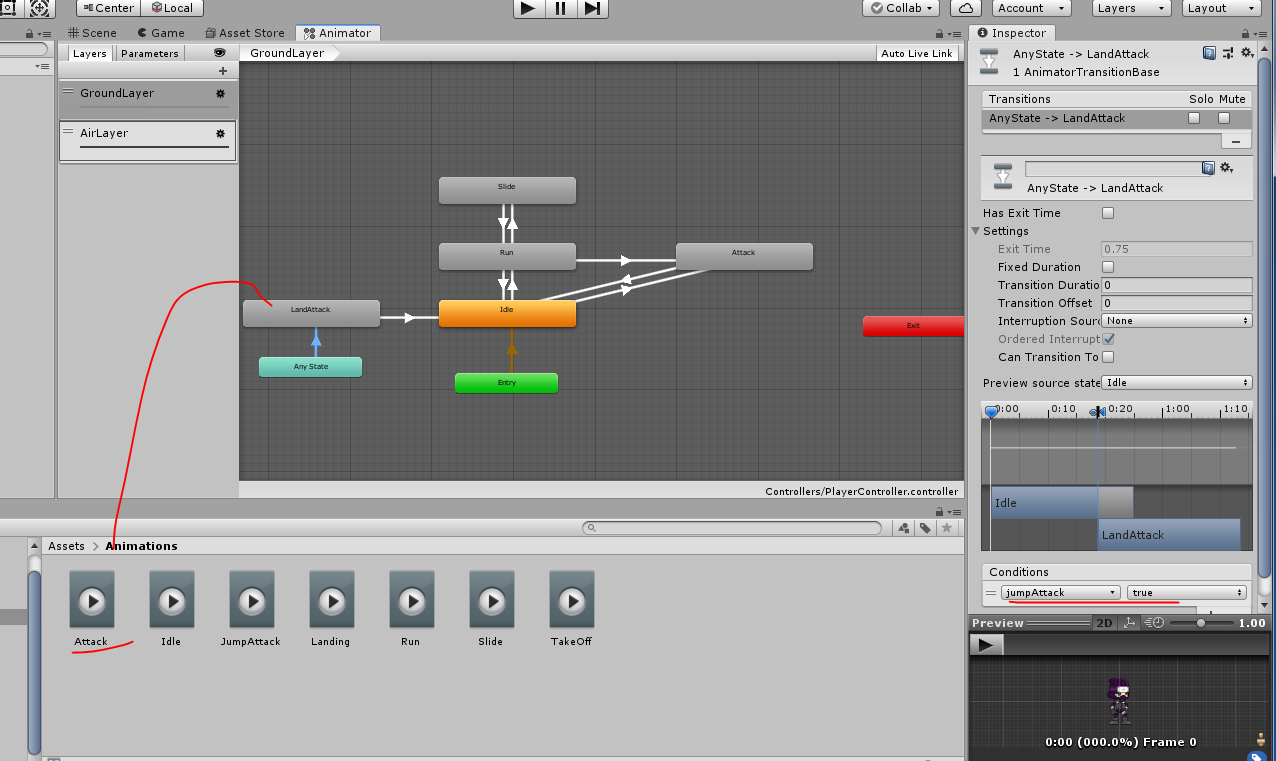 Center Local Collab Account Layers Layout
Scene Game Asset Store Animator
Inspector
Layers Parameters
GroundLayer
Auto Live Link
GroundLayer
AirLayer
Slide
Run
Attack
LandAttack
Idle
Exit
Any State
Entry
Controllers/PlayerController.controller
AnyState -> LandAttack
1 AnimatorTransitionBase
Transitions Solo Mute
AnyState -> LandAttack
AnyState -> LandAttack
Has Exit Time
Settings
Exit Time 0.75
Fixed Duration
Transition Duratio 0
Transition Offset 0
Interruption Sourc None
Ordered Interrupt
Can Transition To
Preview source state Idle
0:00 0:10 0:20 1:00 1:10
Idle
LandAttack
Conditions
jumpAttack true
Preview 2D 1.00
0:00 (000.0%) Frame 0
Assets > Animations
Attack Idle JumpAttack Landing Run Slide TakeOff